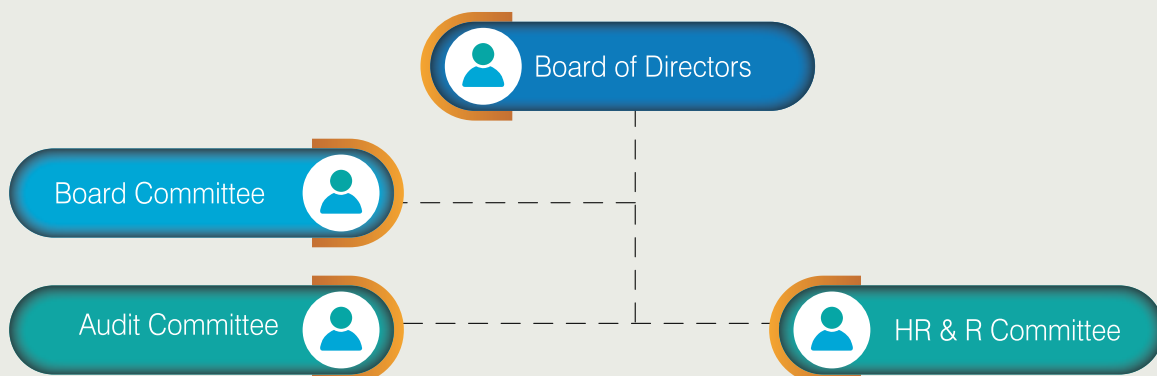 Board of Directors
Board Committee
Audit Committee
HR & R Committee